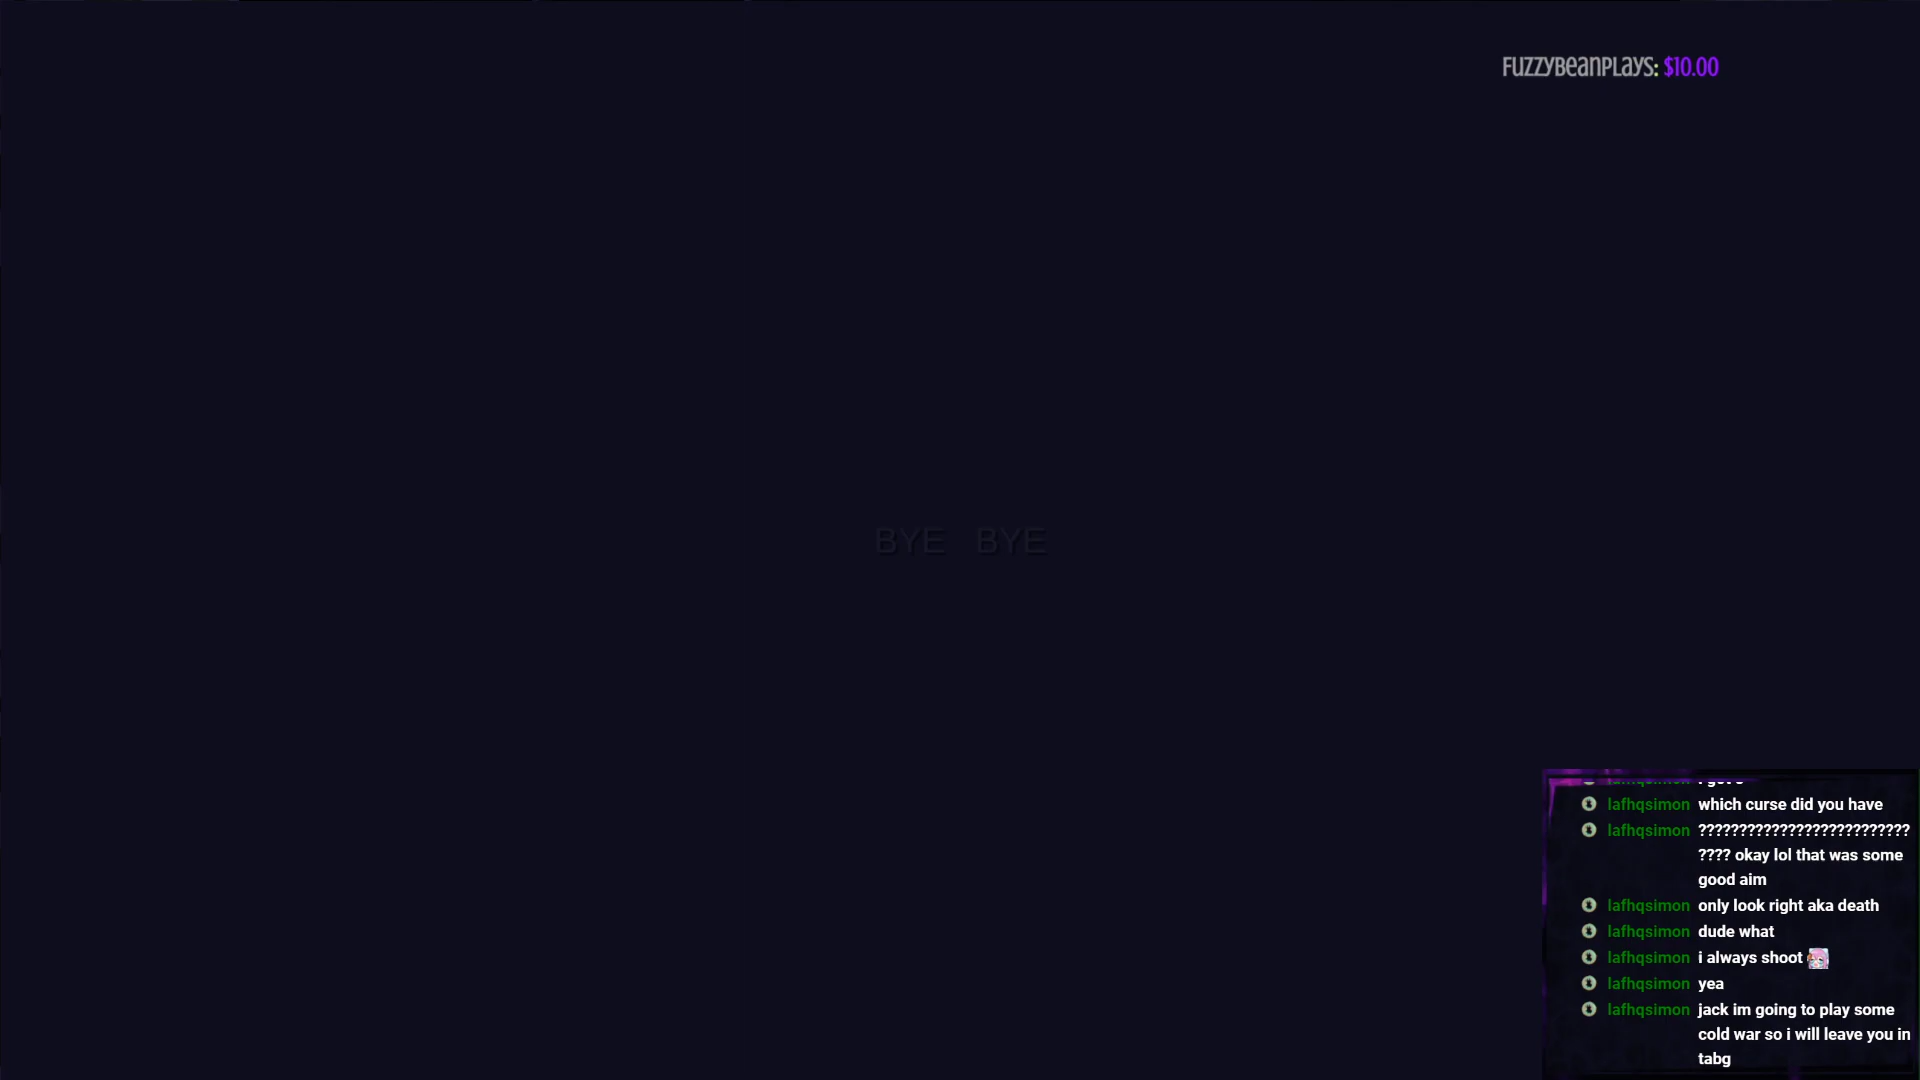 FUZZYBEANPLAYS: $10.00
BYE BYE
lafhqsimon which curse did you have
lafhqsimon ??????????????????????????
???? okay lol that was some
good aim
lafhqsimon only look right aka death
lafhqsimon dude what
lafhqsimon i always shoot
lafhqsimon yea
lafhqsimon jack im going to play some
cold war so i will leave you in
tabg